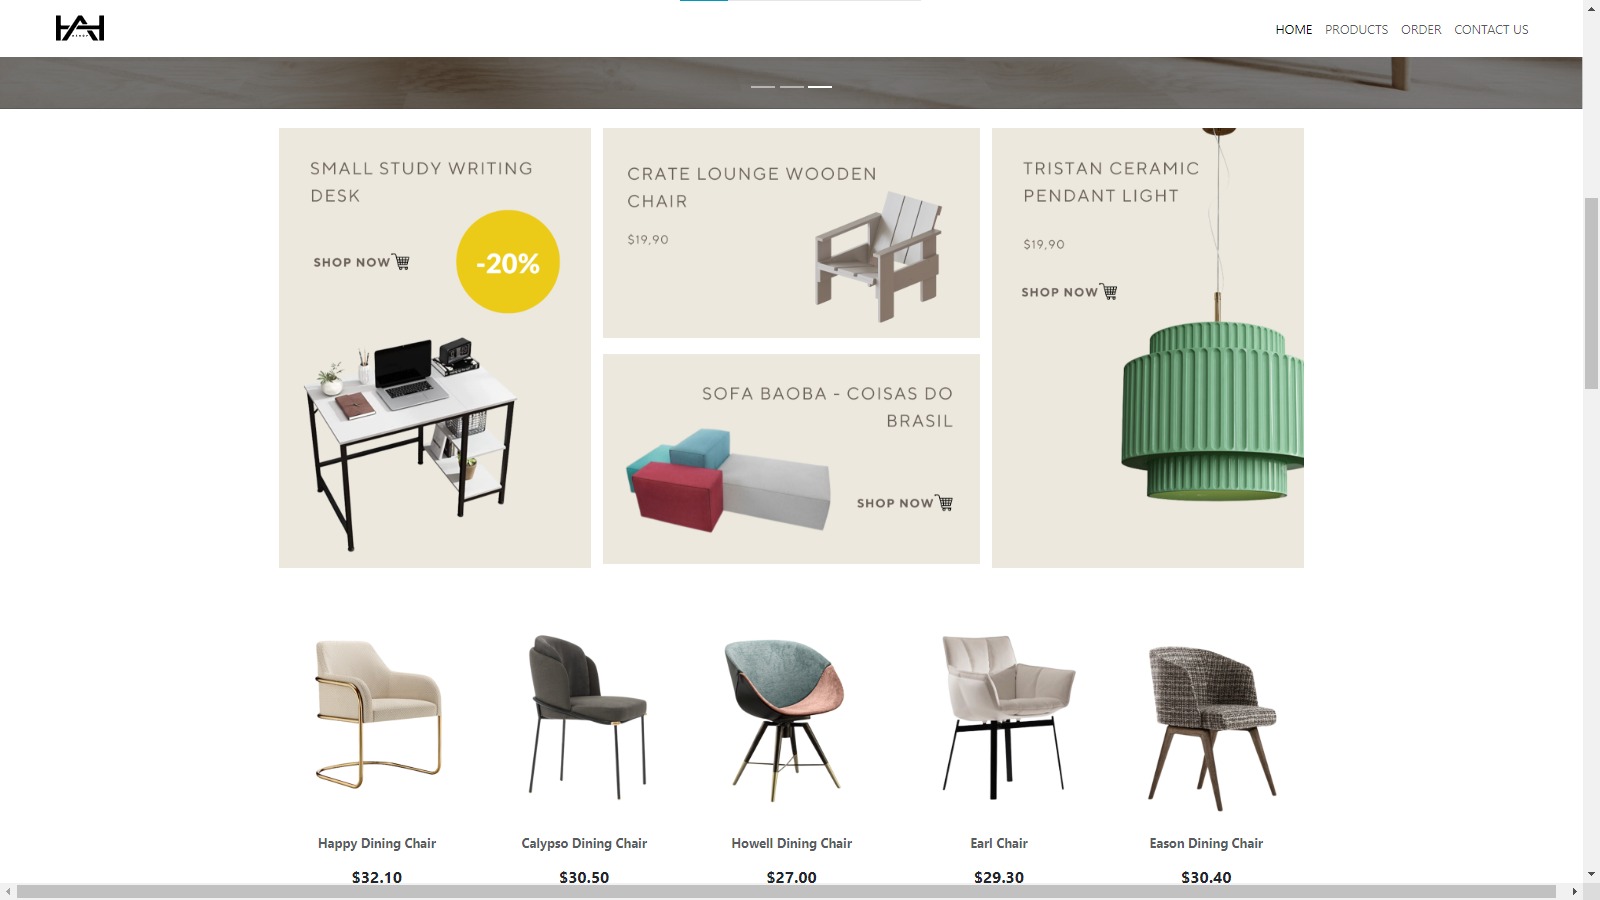 HAH
HOME PRODUCTS ORDER CONTACT US
SMALL STUDY WRITING
DESK
SHOP NOW
-20%
CRATE LOUNGE WOODEN
CHAIR
$19,90
SOFA BAOBA - COISAS DO
BRASIL
SHOP NOW
TRISTAN CERAMIC
PENDANT LIGHT
$19,90
SHOP NOW
Happy Dining Chair
$32.10
Calypso Dining Chair
$30.50
Howell Dining Chair
$27.00
Earl Chair
$29.30
Eason Dining Chair
$30.40